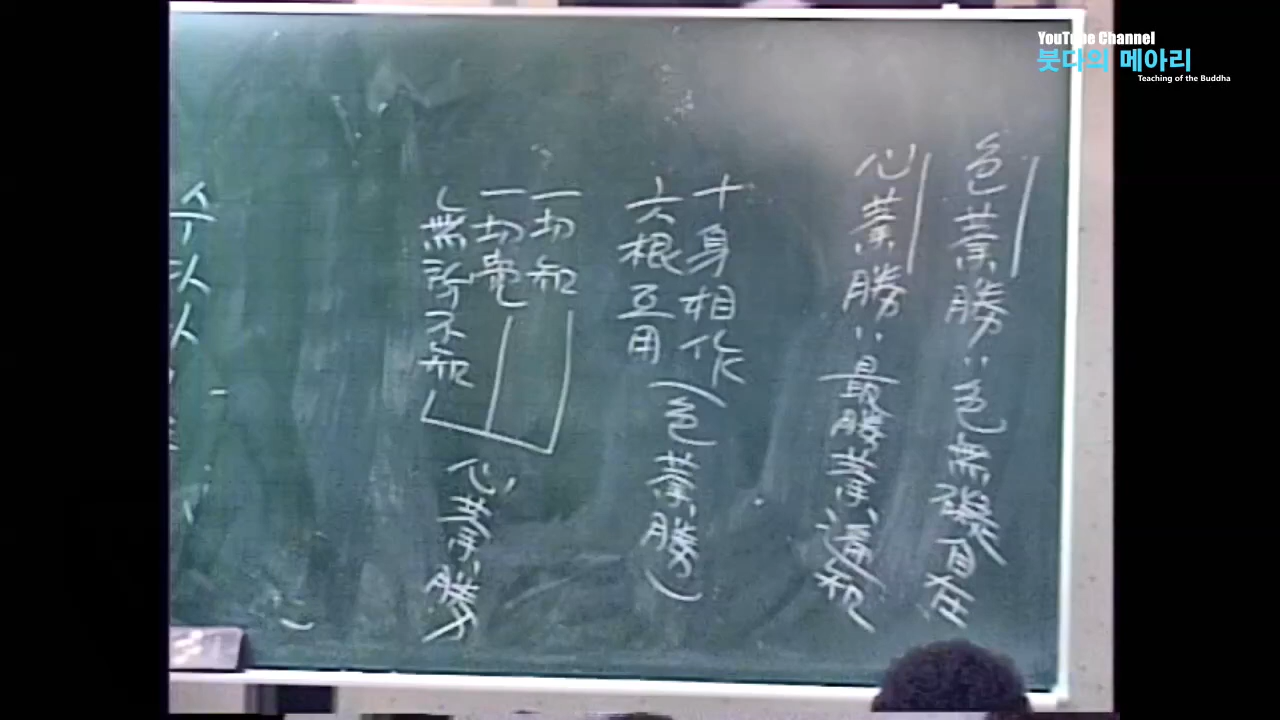 YouTube Channel
붓다의 메아리
Teaching of the Buddha
色業勝 : 色無礙自在
心業勝 : 最勝業 知
十身相作
六根互用
(色業勝)
一切知
一切
無所不知
心業勝